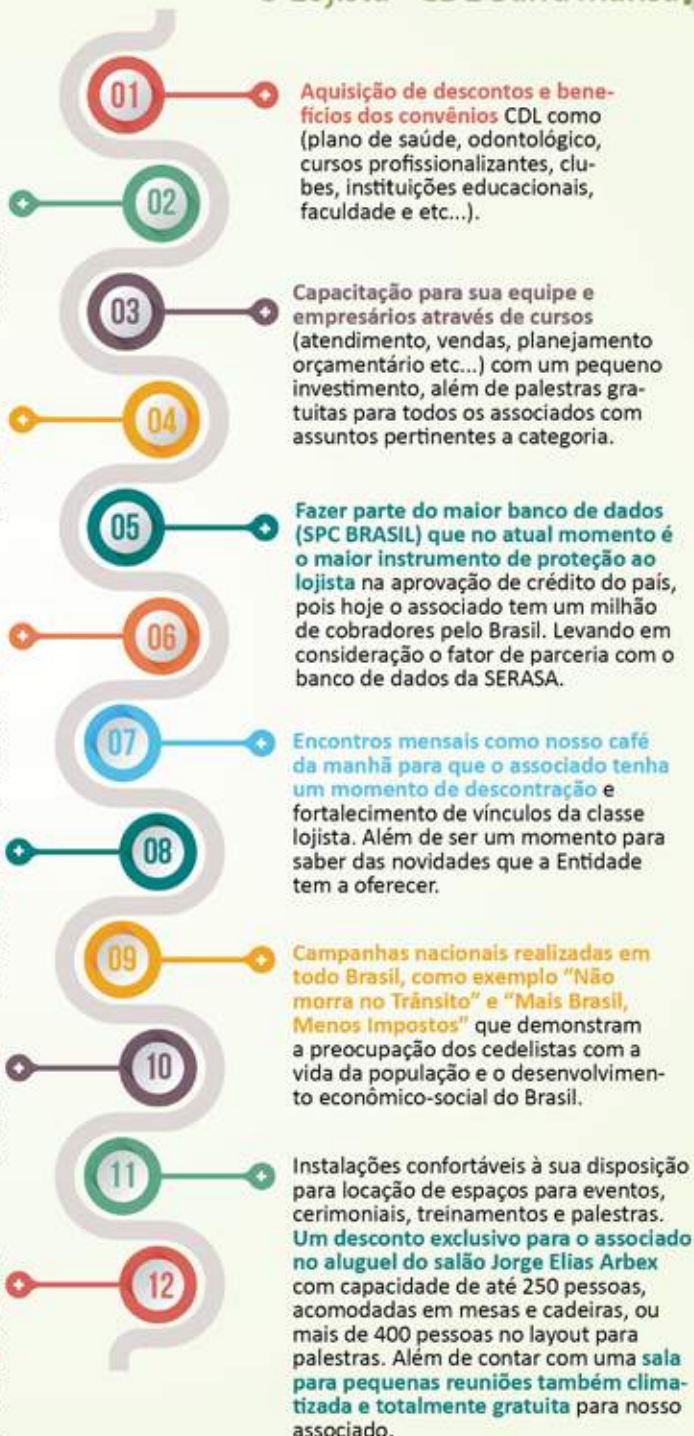 01
Aquisição de descontos e bene-
fícios dos convênios CDL como
(plano de saúde, odontológico,
cursos profissionalizantes, clu-
bes, instituições educacionais,
faculdade e etc...).
02
03
Capacitação para sua equipe e
empresários através de cursos
(atendimento, vendas, planejamento
orçamentário etc...) com um pequeno
investimento, além de palestras gra-
tuitas para todos os associados com
assuntos pertinentes a categoria.
04
05
Fazer parte do maior banco de dados
(SPC BRASIL) que no atual momento é
o maior instrumento de proteção ao
lojista na aprovação de crédito do país,
pois hoje o associado tem um milhão
de cobradores pelo Brasil. Levando em
consideração o fator de parceria com o
banco de dados da SERASA.
06
07
Encontros mensais como nosso café
da manhã para que o associado tenha
um momento de descontração e
fortalecimento de vínculos da classe
lojista. Além de ser um momento para
saber das novidades que a Entidade
tem a oferecer.
08
09
Campanhas nacionais realizadas em
todo Brasil, como exemplo “Não
morra no Trânsito” e “Mais Brasil,
Menos Impostos” que demonstram
a preocupação dos cedelistas com a
vida da população e o desenvolvimen-
to econômico-social do Brasil.
10
11
Instalações confortáveis à sua disposição
para locação de espaços para eventos,
cerimoniais, treinamentos e palestras.
Um desconto exclusivo para o associado
no aluguel do salão Jorge Elias Arbex
com capacidade de até 250 pessoas,
acomodadas em mesas e cadeiras, ou
mais de 400 pessoas no layout para
palestras. Além de contar com uma sala
para pequenas reuniões também clima-
tizada e totalmente gratuita para nosso
associado.
12